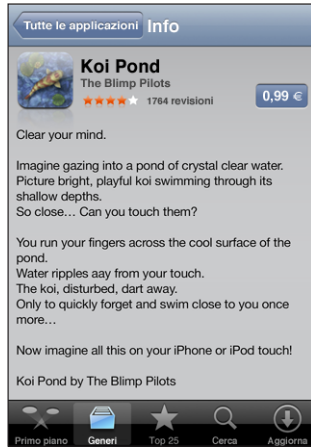 Tutte le applicazioni Info
Koi Pond
The Blimp Pilots
1764 revisioni
0,99 €
Clear your mind.
Imagine gazing into a pond of crystal clear water.
Picture bright, playful koi swimming through its
shallow depths.
So close… Can you touch them?
You run your fingers across the cool surface of the
pond.
Water ripples aay from your touch.
The koi, disturbed, dart away.
Only to quickly forget and swim close to you once
more…
Now imagine all this on your iPhone or iPod touch!
Koi Pond by The Blimp Pilots
Primo piano Generi Top 25 Cerca Aggiorna